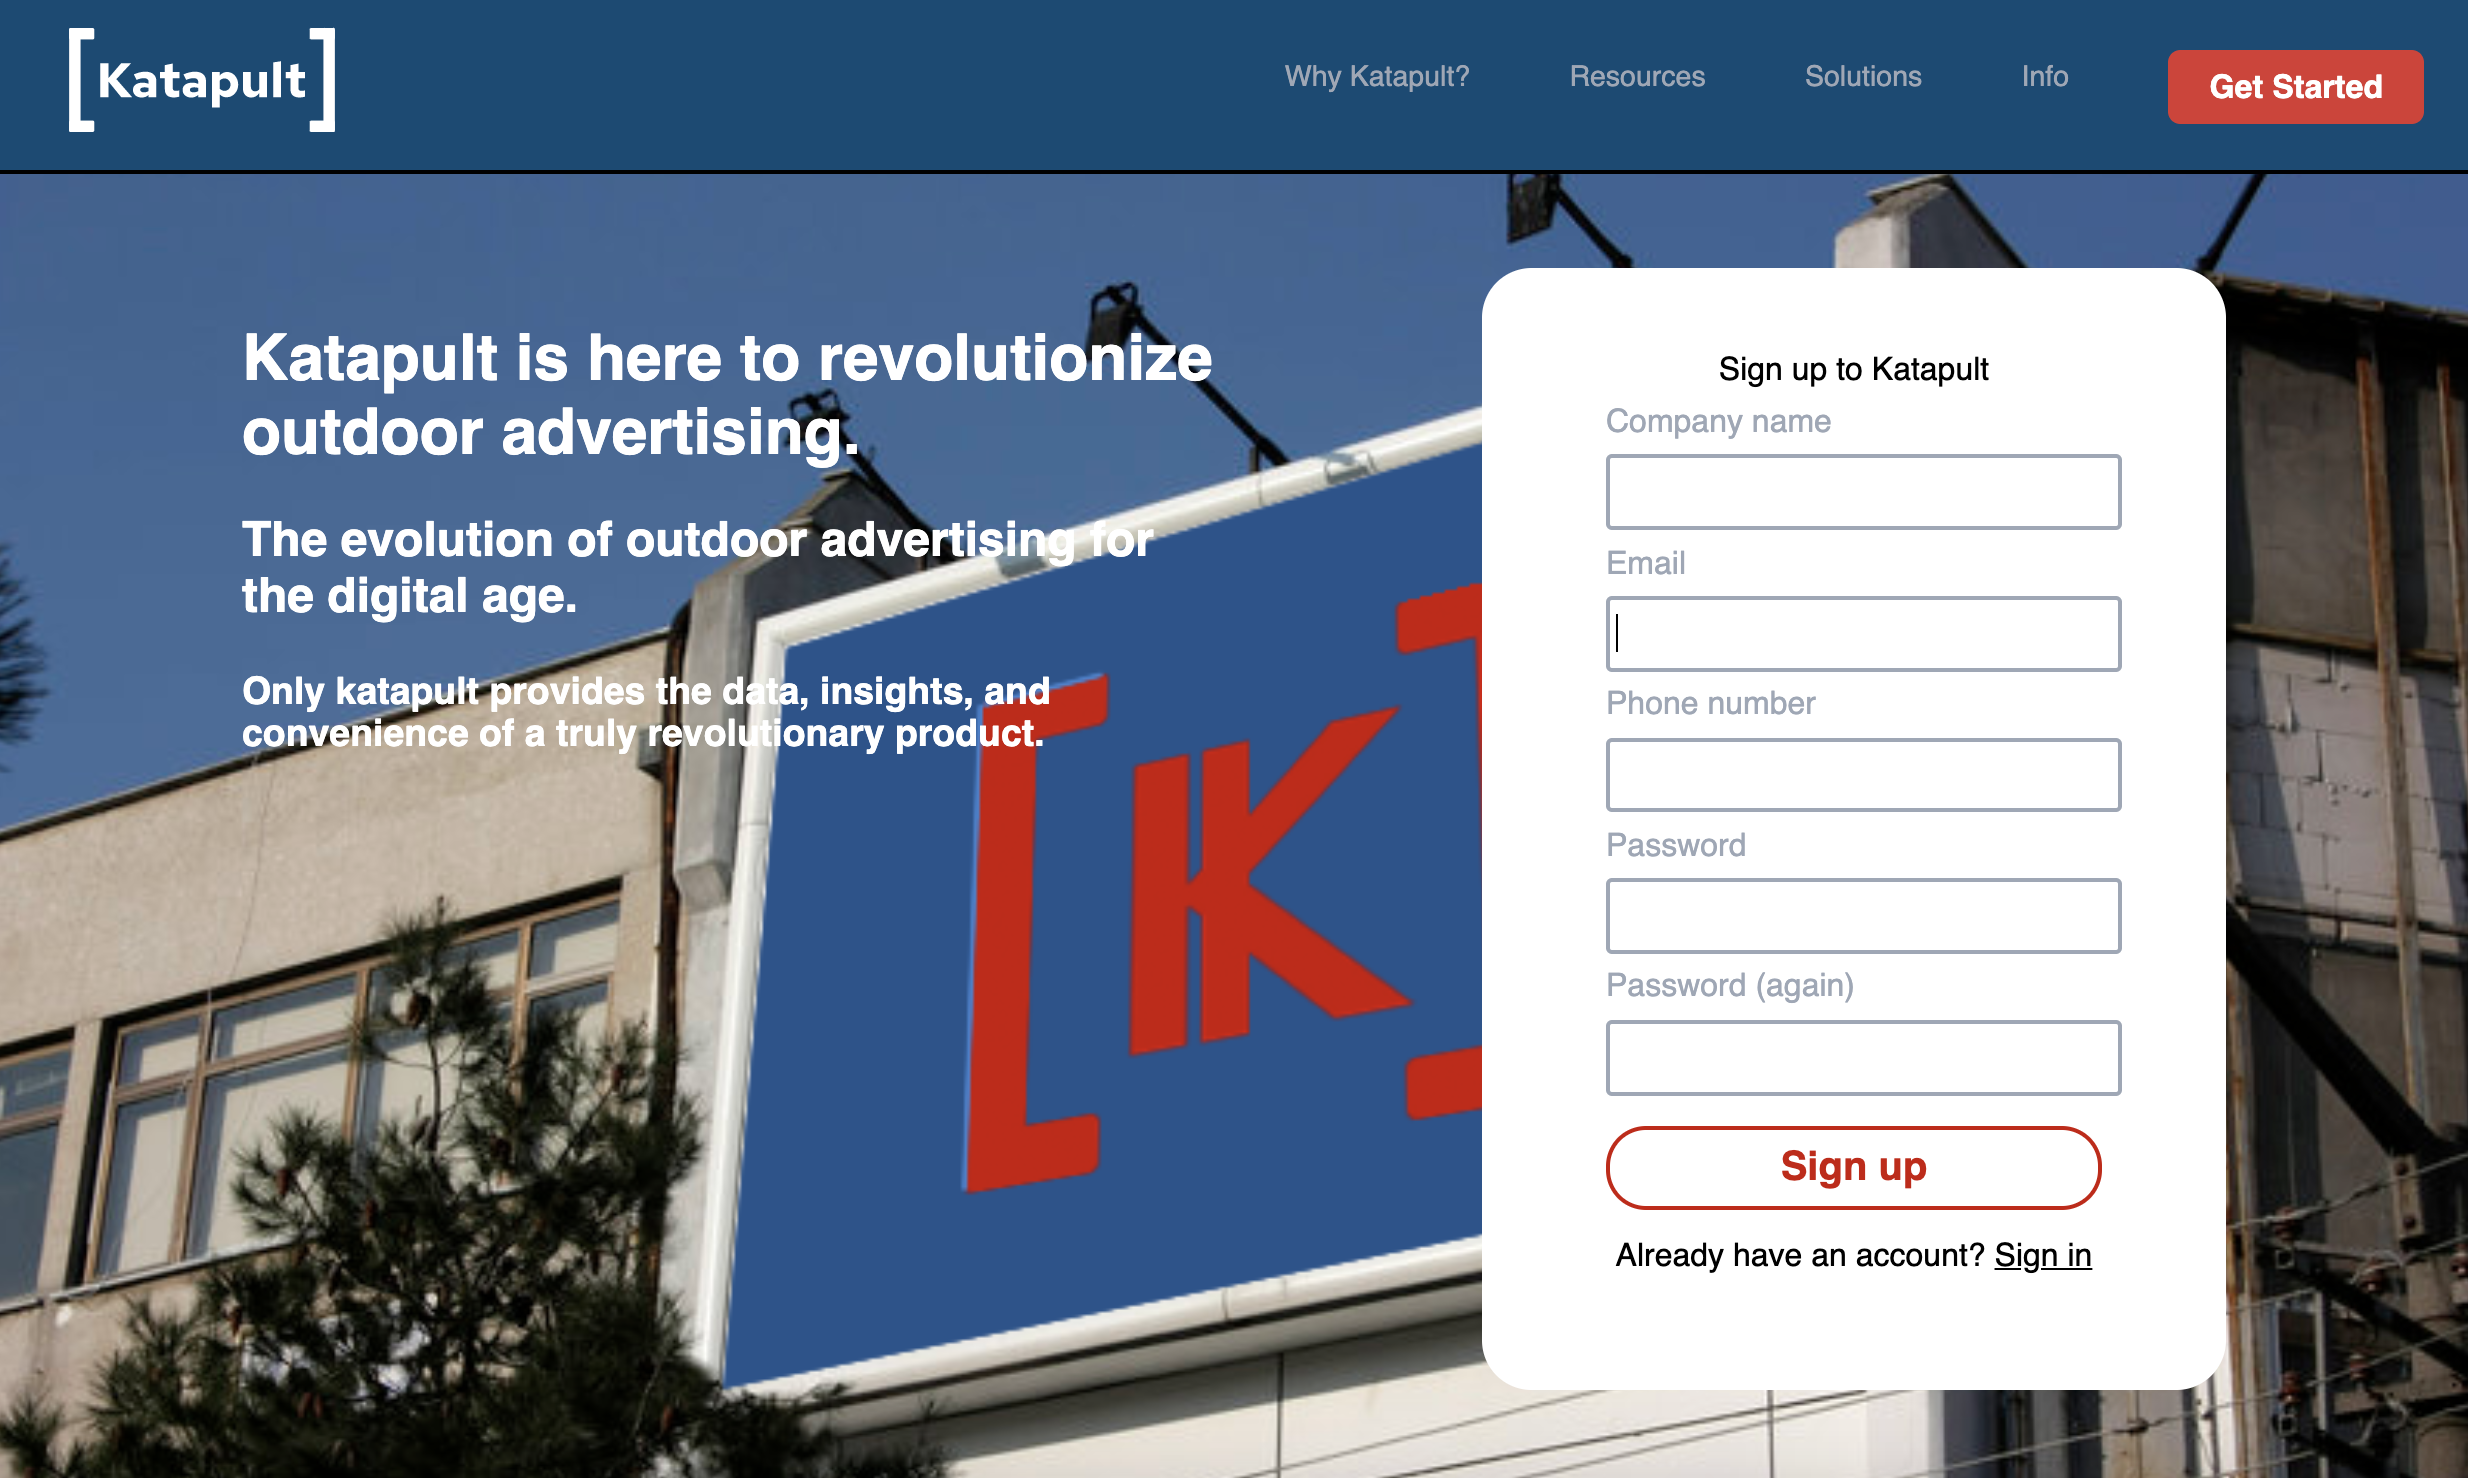 Katapult
Why Katapult?
Resources
Solutions
Info
Get Started
Katapult is here to revolutionize
outdoor advertising.
The evolution of outdoor advertising for
the digital age.
Only katapult provides the data, insights, and
convenience of a truly revolutionary product.
K
Sign up to Katapult
Company name
Email
Phone number
Password
Password (again)
Sign up
Already have an account? Sign in